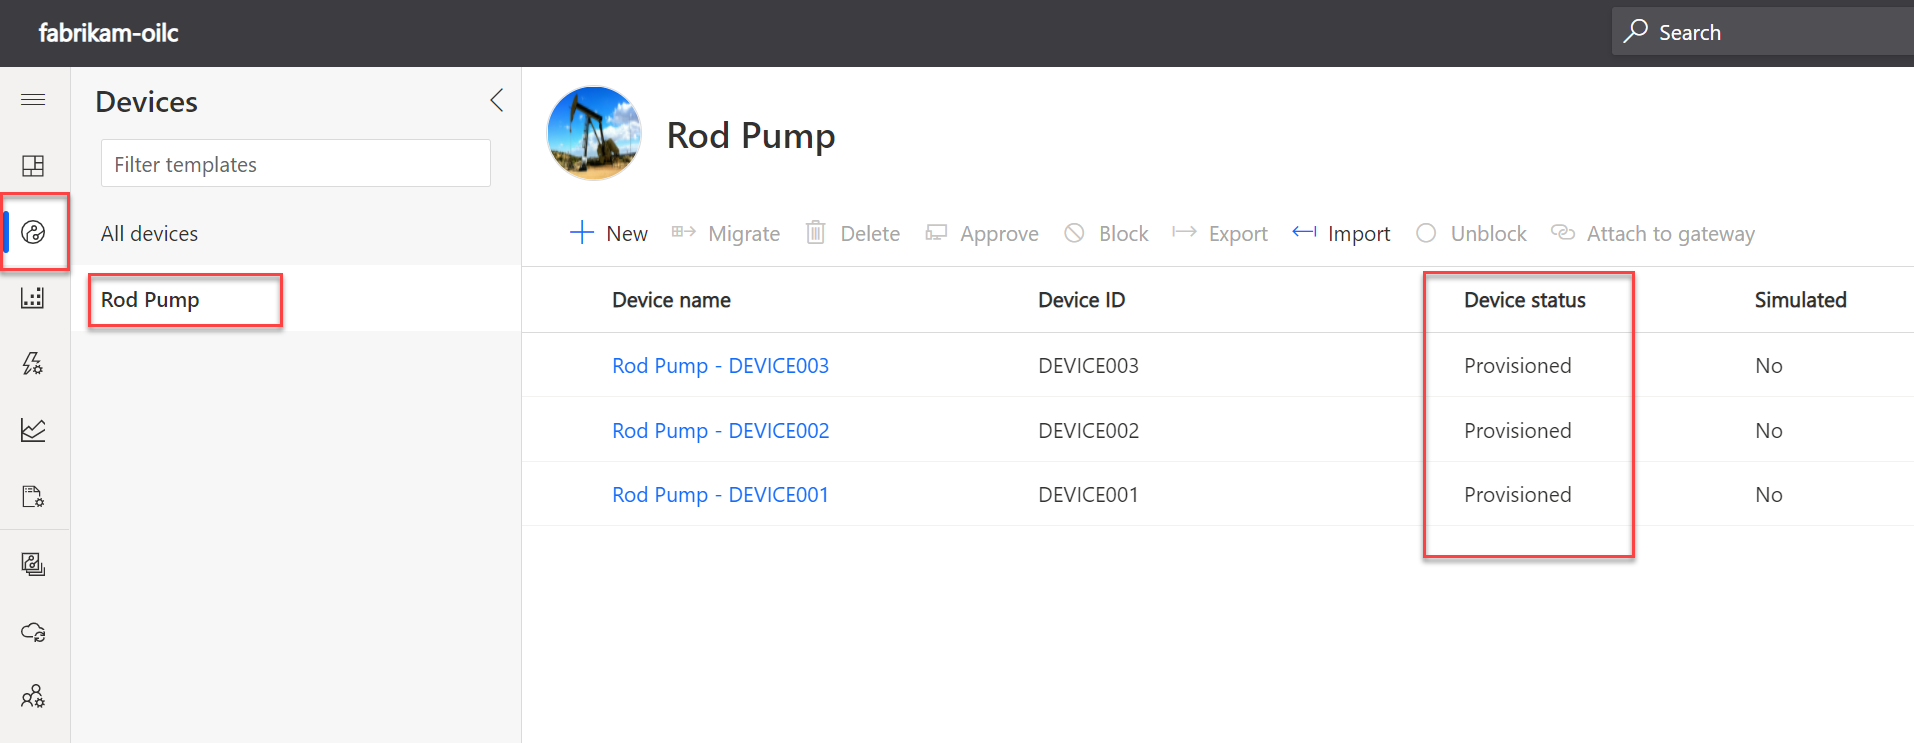 fabrikam-oilc
Search
Devices
Filter templates
All devices
Rod Pump
Rod Pump
New Migrate Delete Approve Block Export Import Unblock Attach to gateway
Device name Device ID Device status Simulated
Rod Pump - DEVICE003 DEVICE003 Provisioned No
Rod Pump - DEVICE002 DEVICE002 Provisioned No
Rod Pump - DEVICE001 DEVICE001 Provisioned No